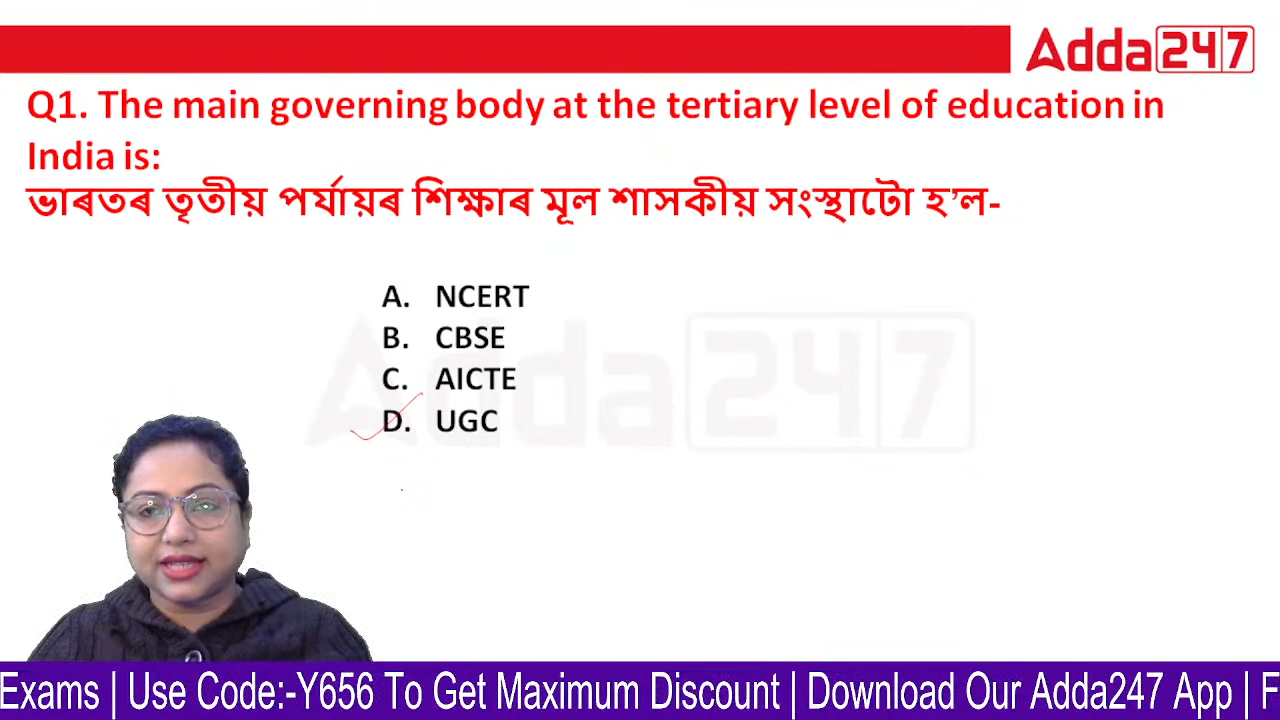 Adda247
Q1. The main governing body at the tertiary level of education in
India is:
ভাৰতৰ তৃতীয় পৰ্যায়ৰ শিক্ষাৰ মূল শাসকীয় সংস্থাটো হ’ল-
A. NCERT
B. CBSE
C. AICTE
D. UGC
Adda247
Exams | Use Code:-Y656 To Get Maximum Discount | Download Our Adda247 App | F